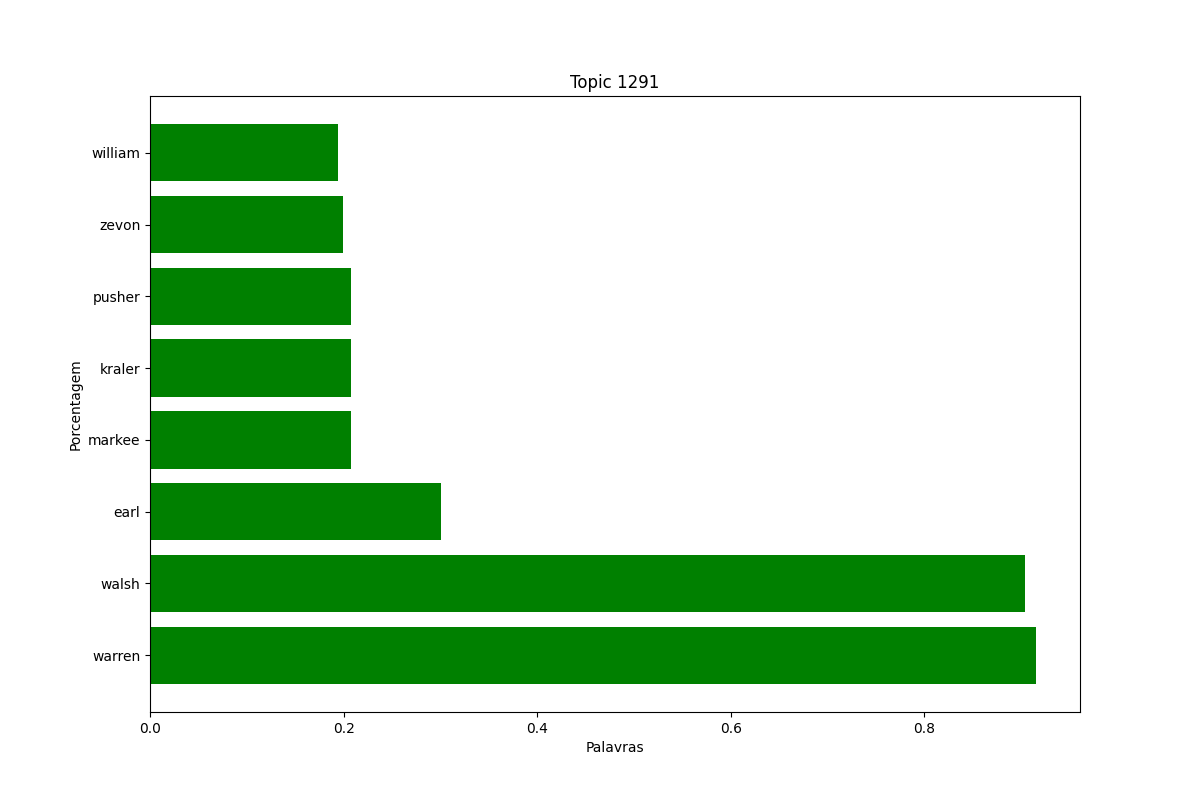 Topic 1291
william
zevon
pusher
kraler
markee
earl
walsh
warren
Porcentagem
0.0 0.2 0.4 0.6 0.8
Palavras